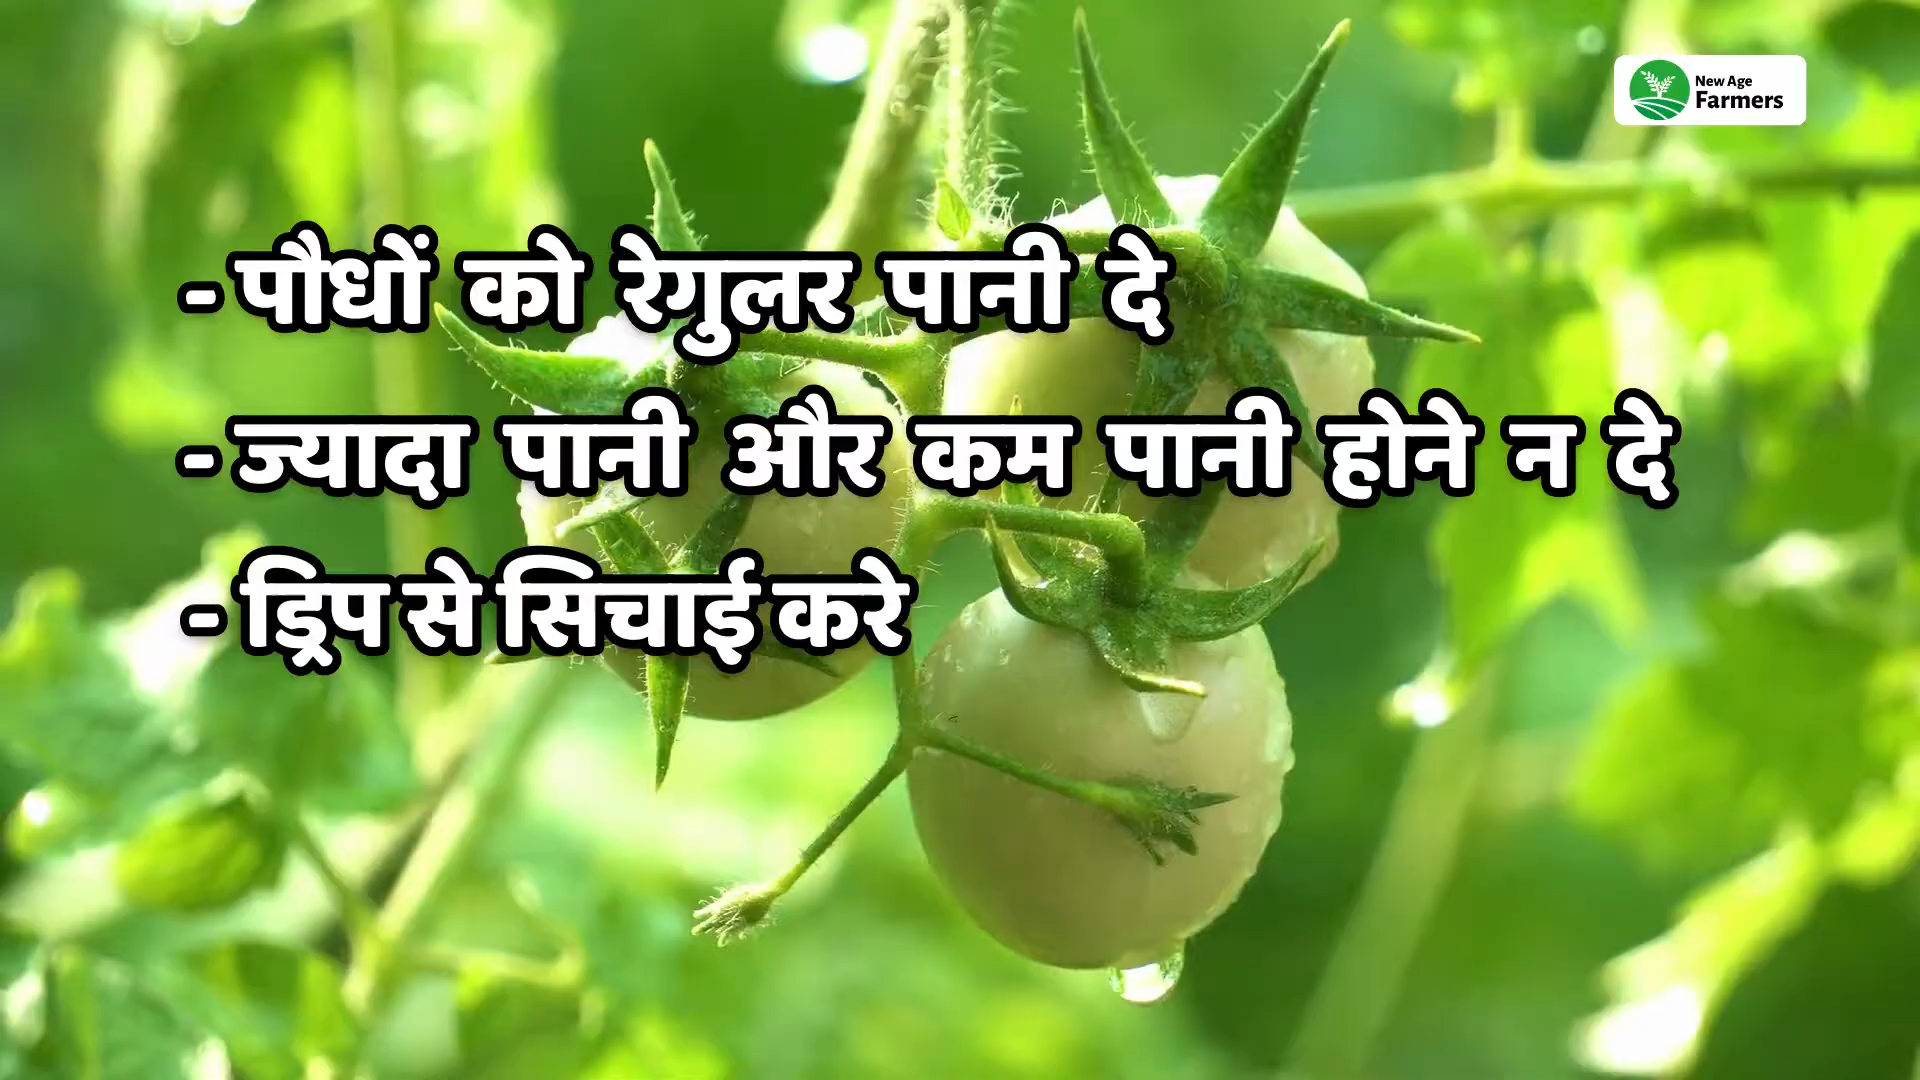 New Age
Farmers
- पौधों को रेगुलर पानी दे
- ज्यादा पानी और कम पानी होने न दे
- ड्रिप से सिचाई करे